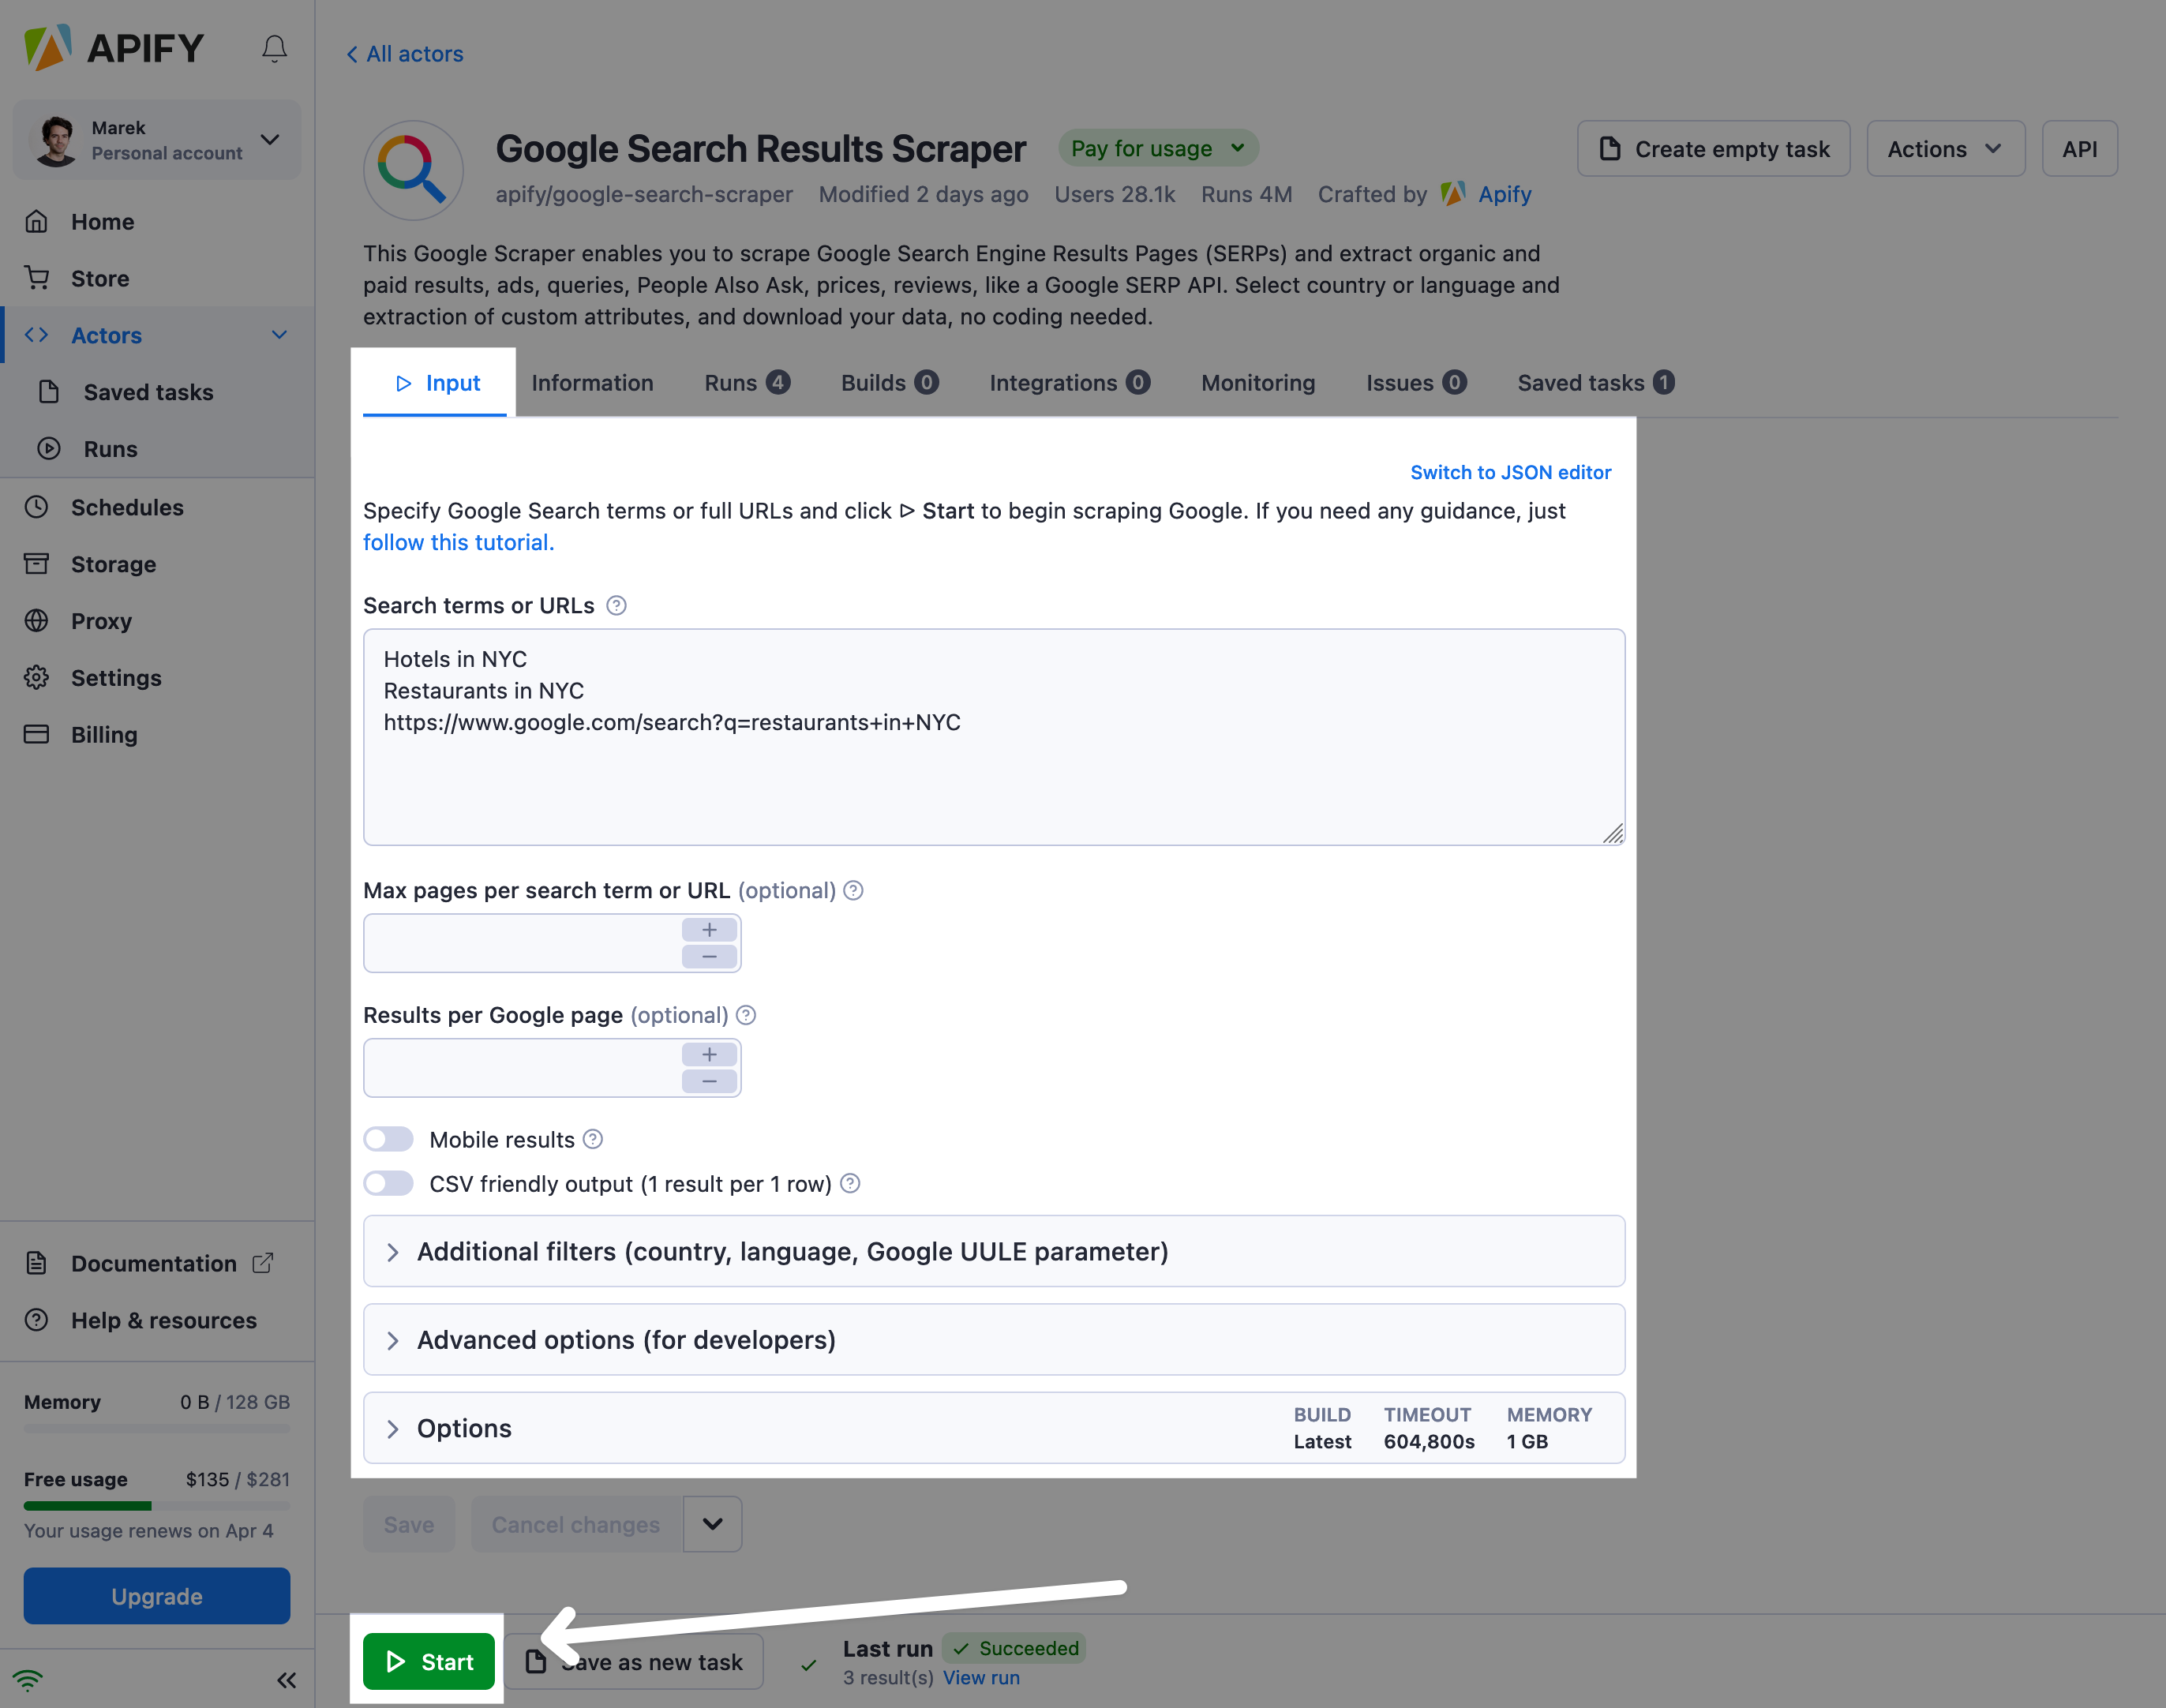 APIFY
Marek
Personal account
Home
Store
Actors
Saved tasks
Runs
Schedules
Storage
Proxy
Settings
Billing
Documentation
Help & resources
Memory 0 B / 128 GB
Free usage $135 / $281
Your usage renews on Apr 4
Upgrade
All actors
Google Search Results Scraper Pay for usage
Create empty task Actions API
apify/google-search-scraper Modified 2 days ago Users 28.1k Runs 4M Crafted by Apify
This Google Scraper enables you to scrape Google Search Engine Results Pages (SERPs) and extract organic and
paid results, ads, queries, People Also Ask, prices, reviews, like a Google SERP API. Select country or language and
extraction of custom attributes, and download your data, no coding needed.
Input Information Runs 4 Builds 0 Integrations 0 Monitoring Issues 0 Saved tasks 1
Switch to JSON editor
Specify Google Search terms or full URLs and click ▷ Start to begin scraping Google. If you need any guidance, just
follow this tutorial.
Search terms or URLs ?
Hotels in NYC
Restaurants in NYC
https://www.google.com/search?q=restaurants+in+NYC
Max pages per search term or URL (optional) ?
+
−
Results per Google page (optional) ?
+
−
Mobile results ?
CSV friendly output (1 result per 1 row) ?
Additional filters (country, language, Google UULE parameter)
Advanced options (for developers)
Options
BUILD TIMEOUT MEMORY
Latest 604,800s 1 GB
Save Cancel changes
Start Save as new task
Last run Succeeded
3 result(s) View run